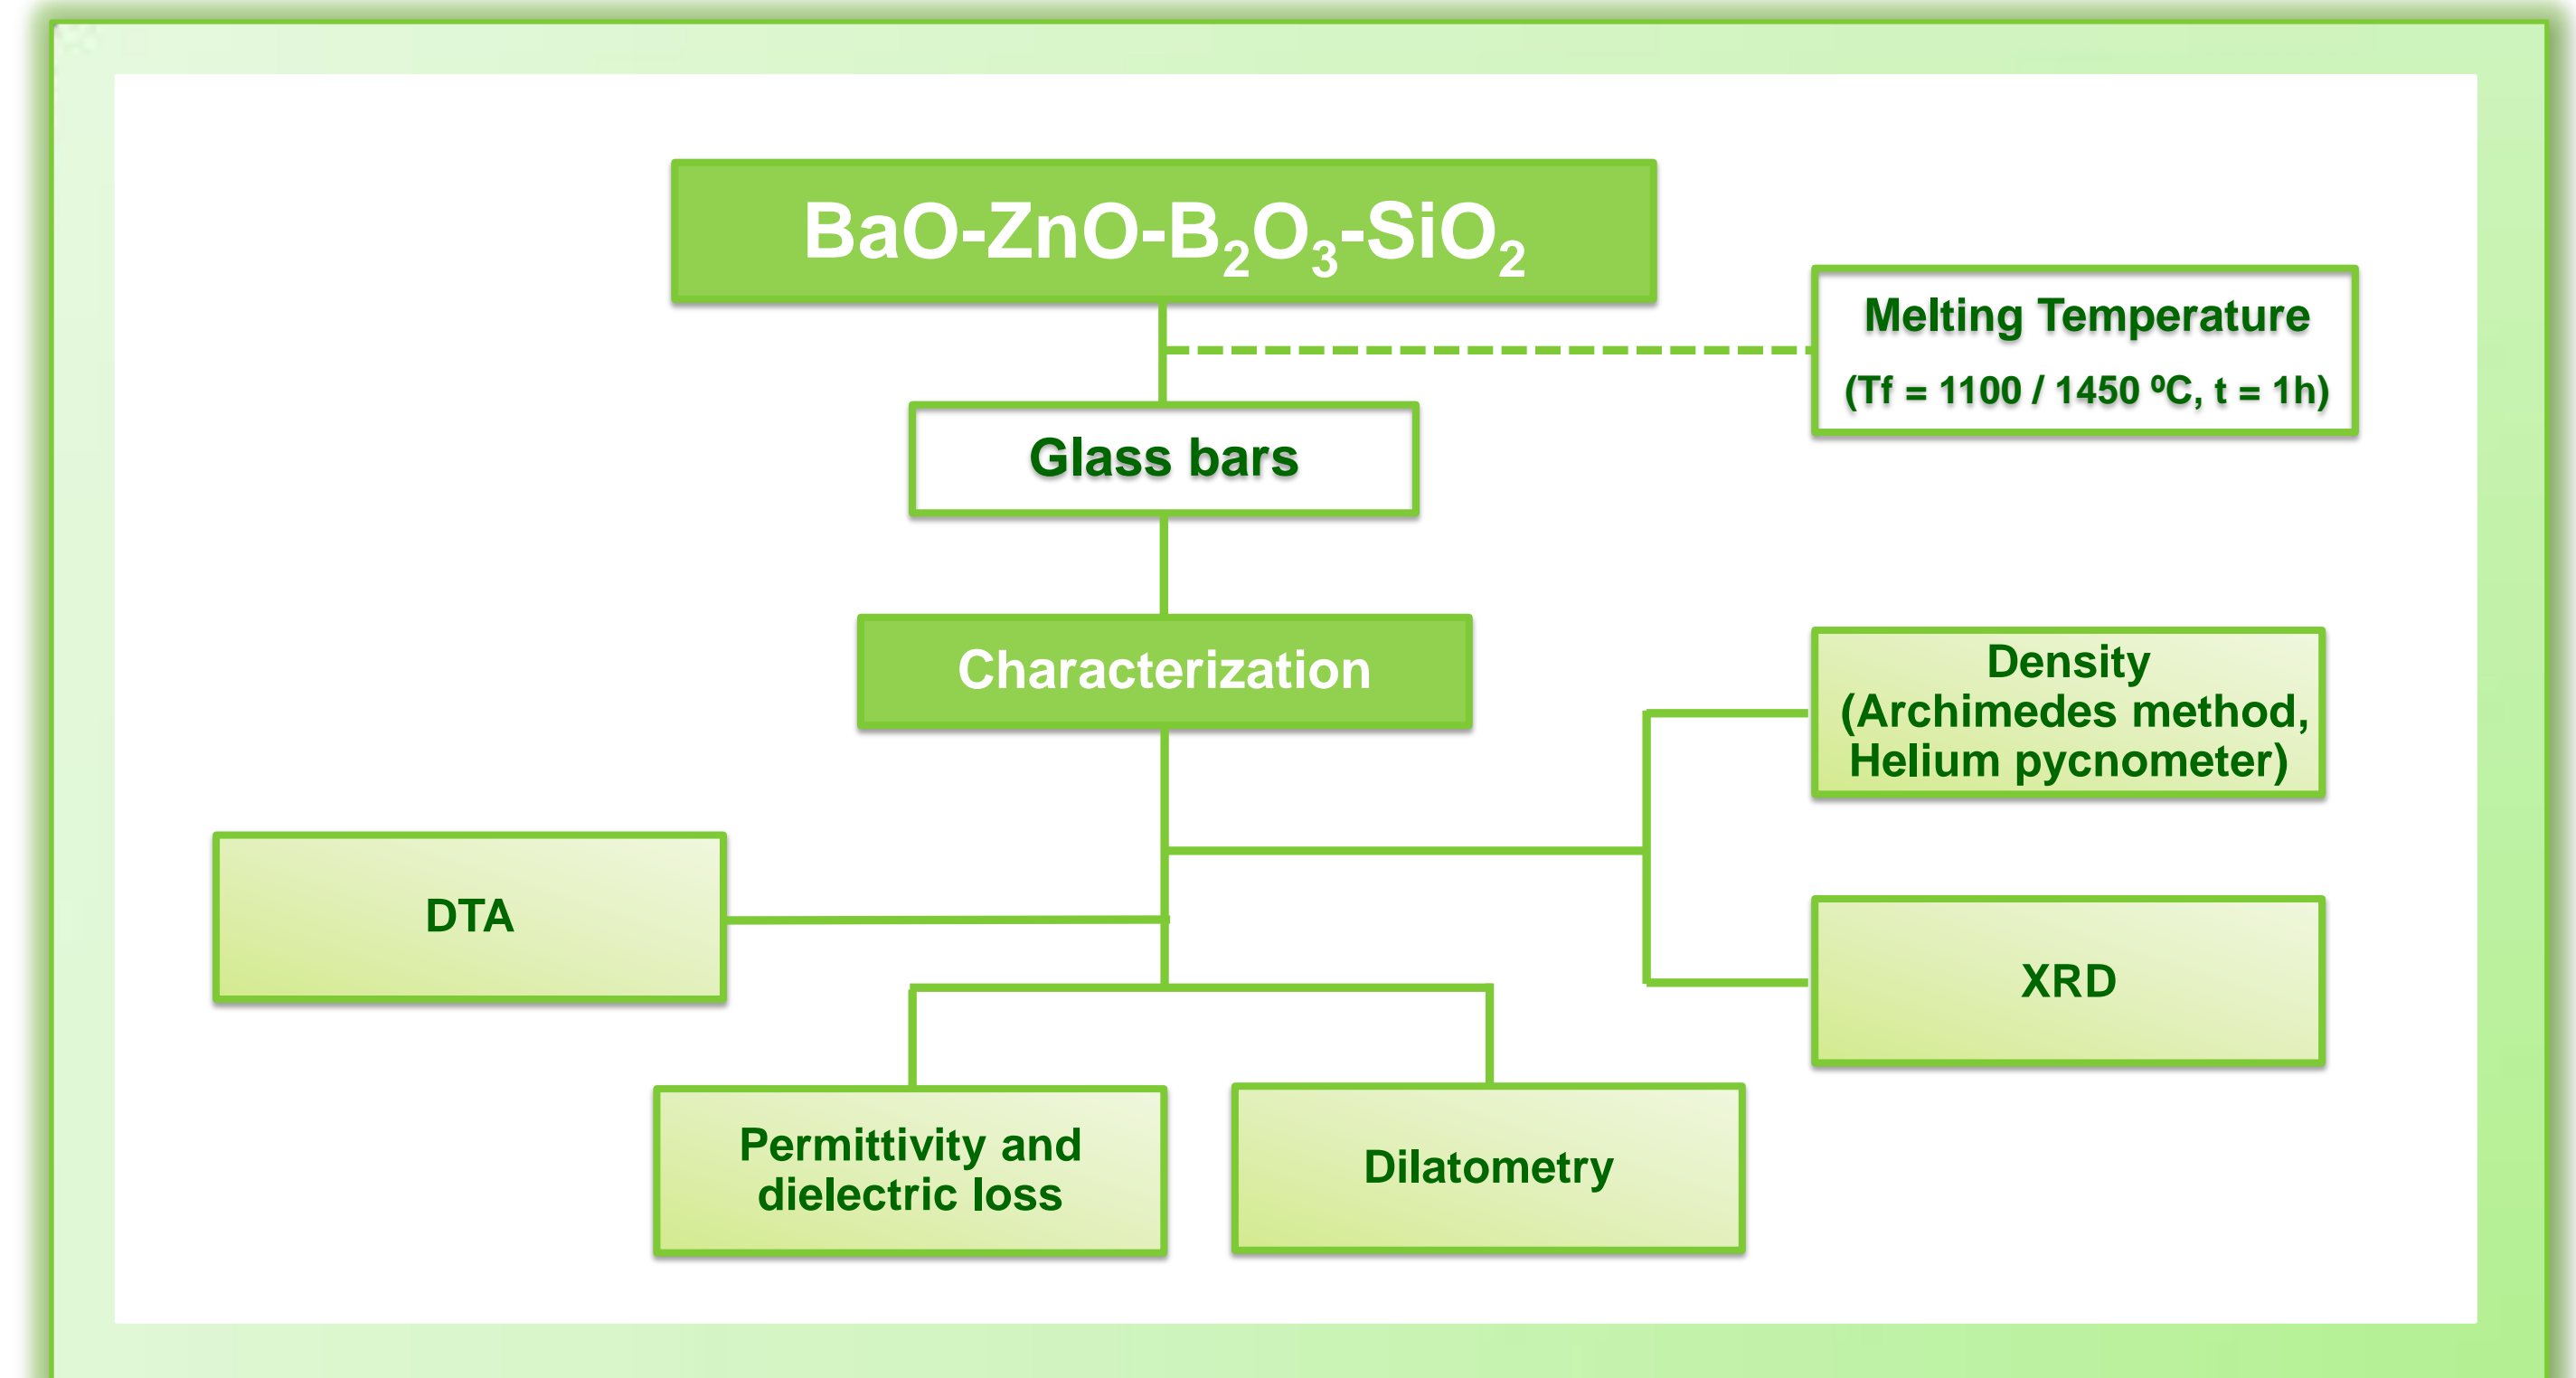 BaO-ZnO-B₂O₃-SiO₂
Melting Temperature
(Tf = 1100 / 1450 ºC, t = 1h)
Glass bars
Characterization
Density
(Archimedes method,
Helium pycnometer)
DTA
XRD
Permittivity and
dielectric loss
Dilatometry